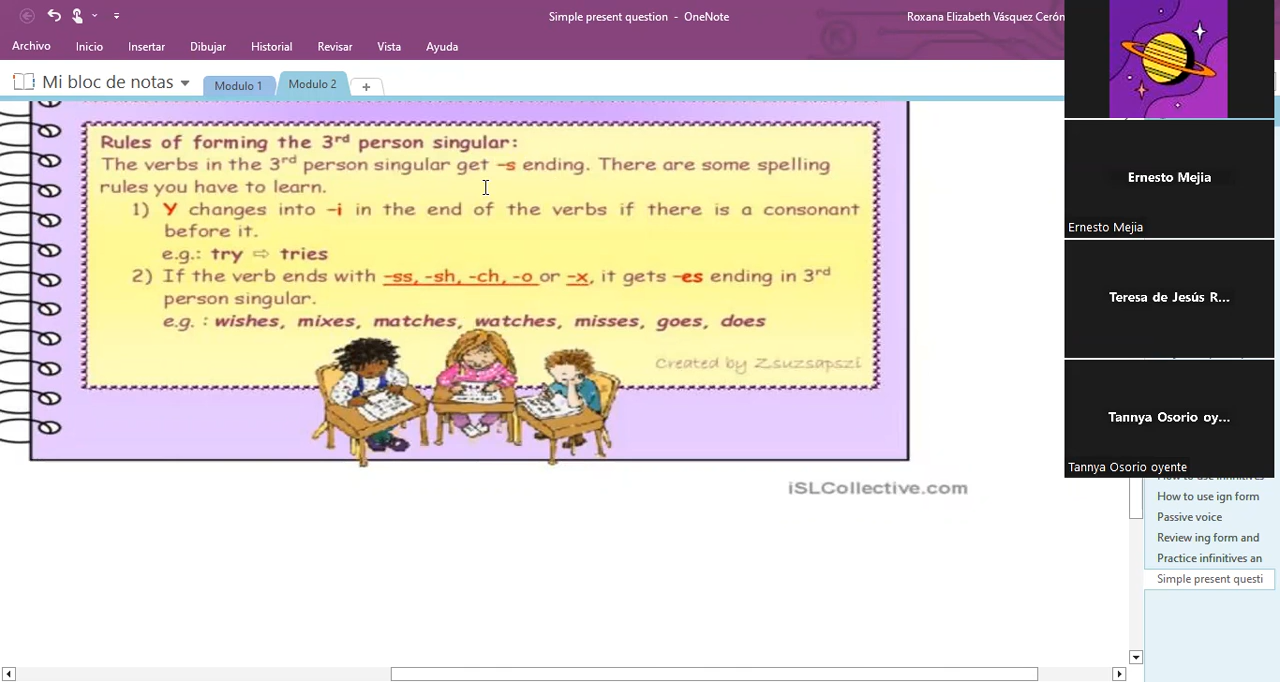 Simple present question - OneNote
Roxana Elizabeth Vásquez Cerón
Archivo Inicio Insertar Dibujar Historial Revisar Vista Ayuda
Mi bloc de notas Modulo 1 Modulo 2 +
Rules of forming the 3rd person singular:
The verbs in the 3rd person singular get -s ending. There are some spelling
rules you have to learn.
1) Y changes into -i in the end of the verbs if there is a consonant
before it.
e.g.: try ⇨ tries
2) If the verb ends with -ss, -sh, -ch, -o or -x, it gets -es ending in 3rd
person singular.
e.g. : wishes, mixes, matches, watches, misses, goes, does
Created by Zsuzsapszi
iSLCollective.com
Ernesto Mejia
Ernesto Mejia
Teresa de Jesús R...
Tannya Osorio oy...
Tannya Osorio oyente
How to use infinitives
How to use ign form
Passive voice
Review ing form and
Practice infinitives an
Simple present questi